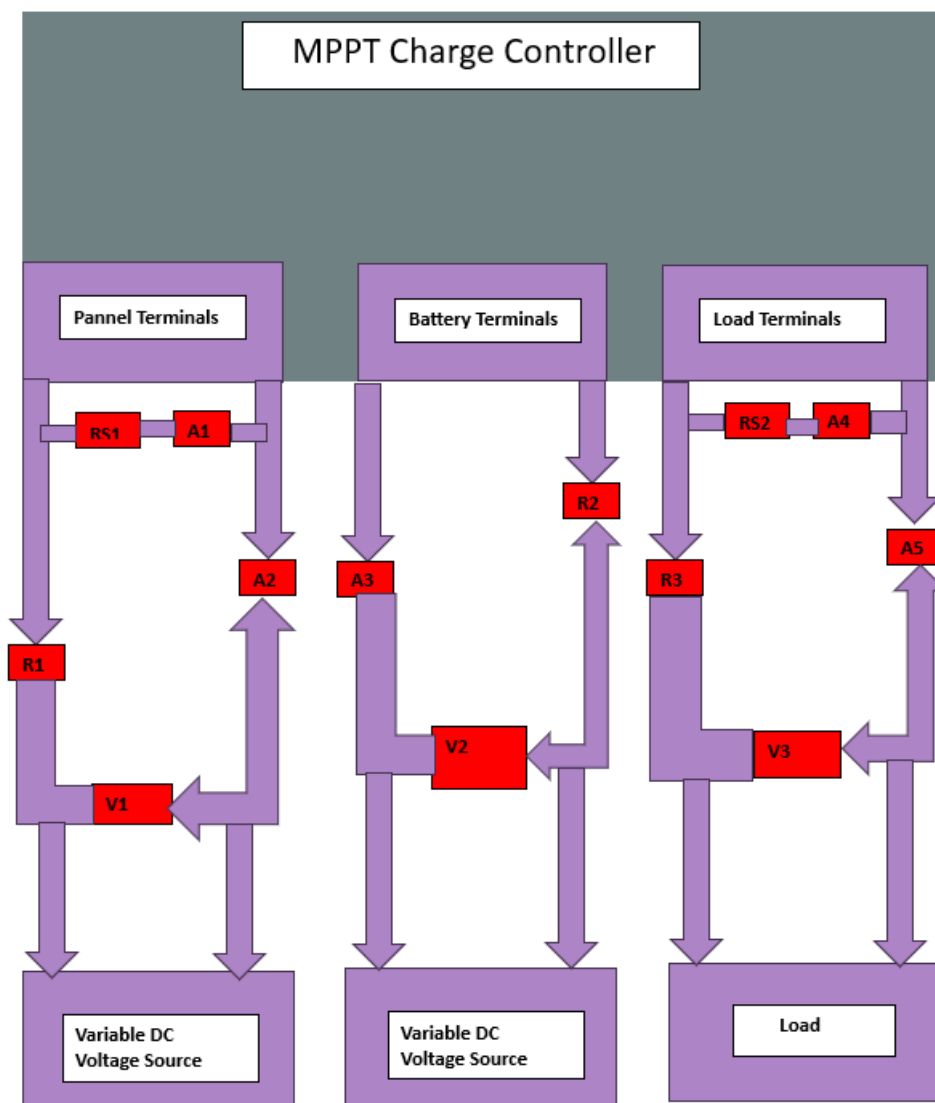 MPPT Charge Controller
Pannel Terminals
Battery Terminals
Load Terminals
RS1
A1
RS2
A4
R2
A5
A2
A3
R3
R1
V2
V3
V1
Variable DC
Voltage Source
Variable DC
Voltage Source
Load